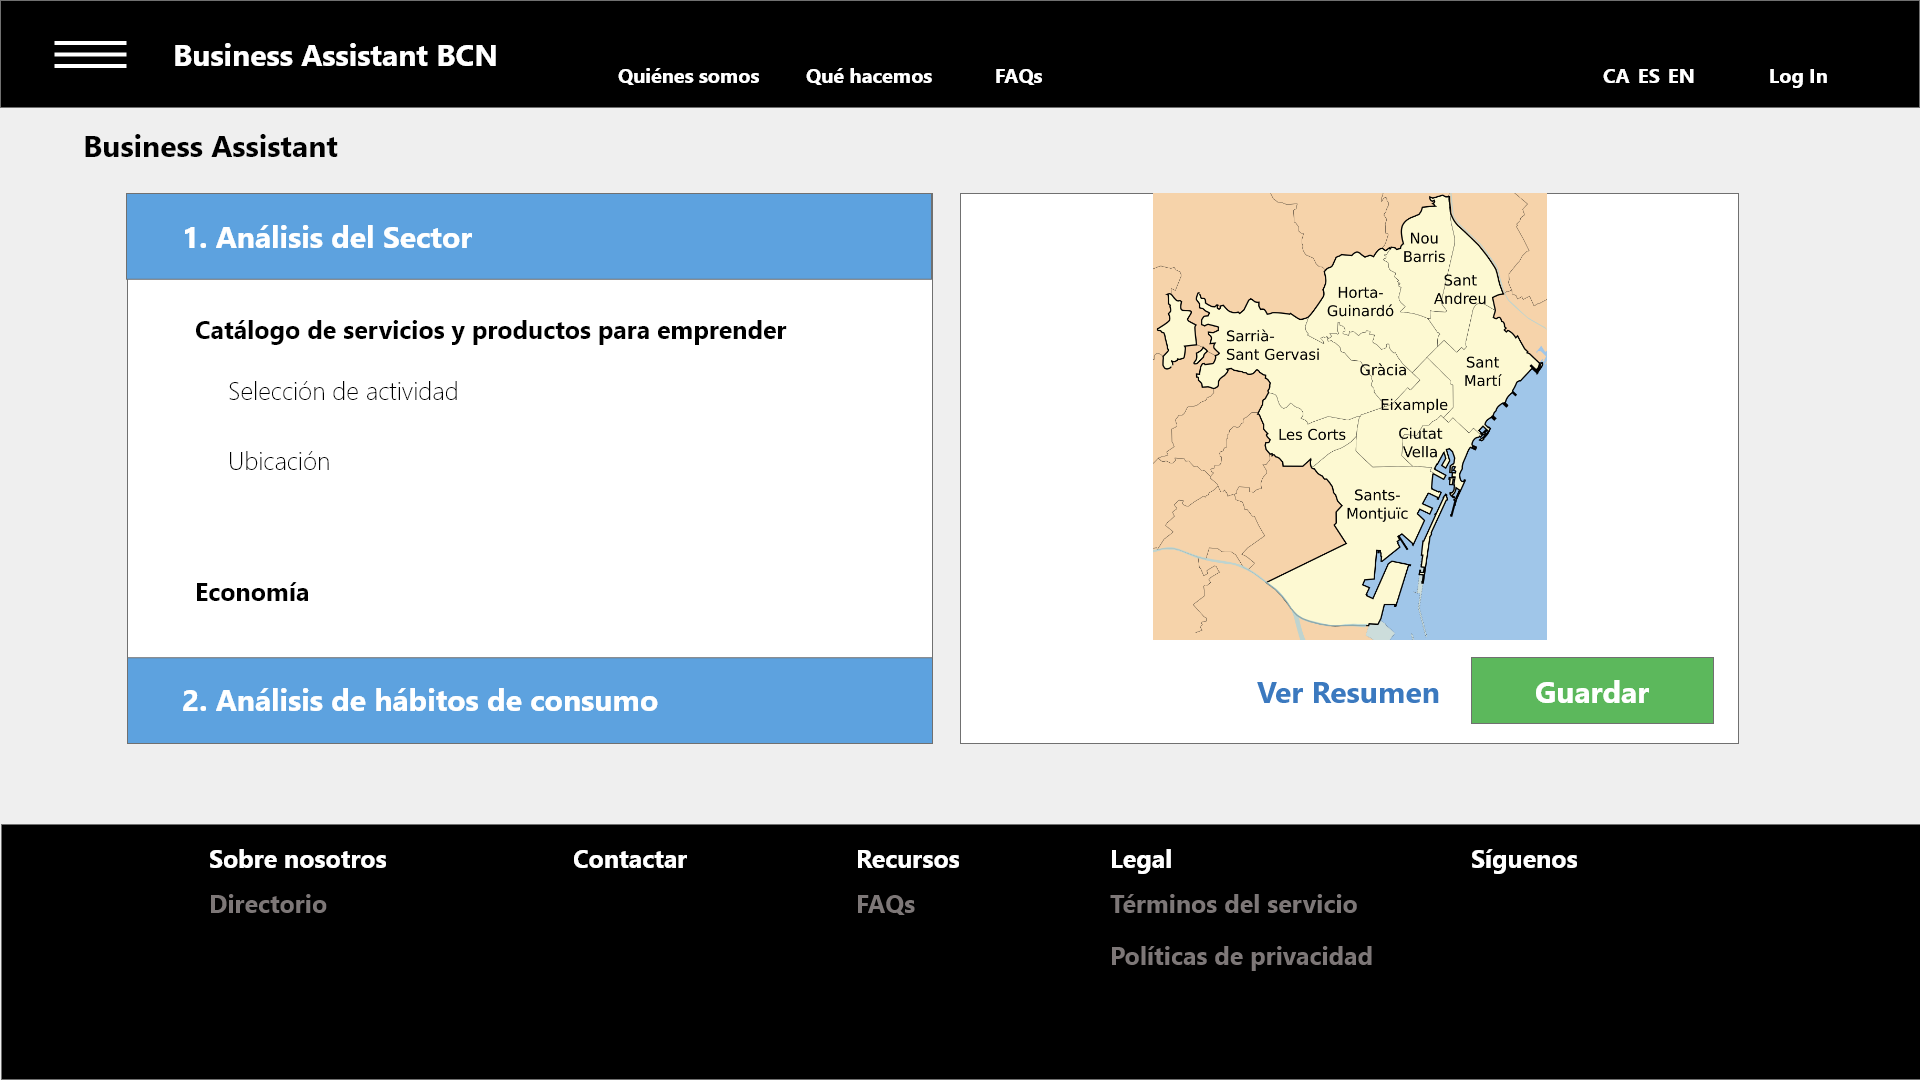 Business Assistant BCN
Quiénes somos
Qué hacemos
FAQs
CA ES EN
Log In
Business Assistant
1. Análisis del Sector
Catálogo de servicios y productos para emprender
Selección de actividad
Ubicación
Economía
2. Análisis de hábitos de consumo
Nou
Barris
Sant
Andreu
Horta-
Guinardó
Sarrià-
Sant Gervasi
Gràcia
Sant
Martí
Eixample
Les Corts
Ciutat
Vella
Sants-
Montjuïc
Ver Resumen
Guardar
Sobre nosotros
Directorio
Contactar
Recursos
FAQs
Legal
Términos del servicio
Políticas de privacidad
Síguenos